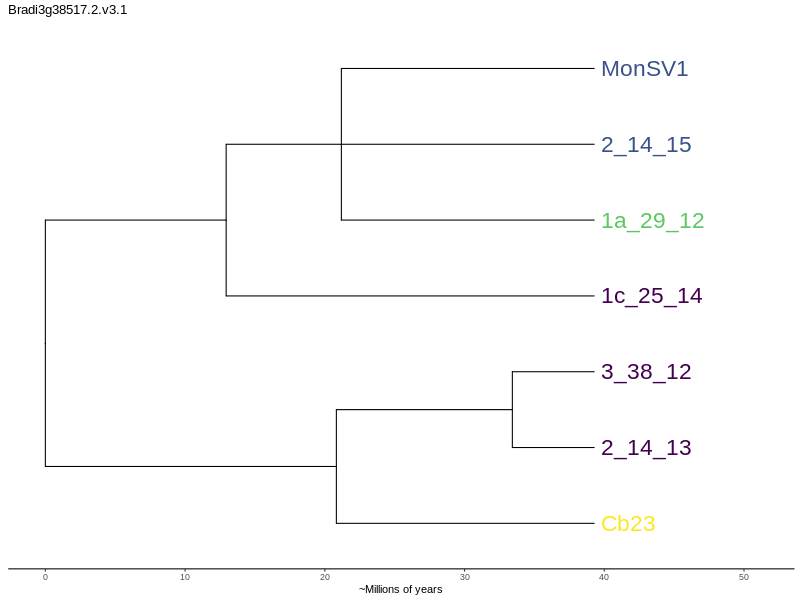 Bradi3g38517.2.v3.1
MonSV1
2_14_15
1a_29_12
1c_25_14
3_38_12
2_14_13
Cb23
0 10 20 30 40 50
~Millions of years